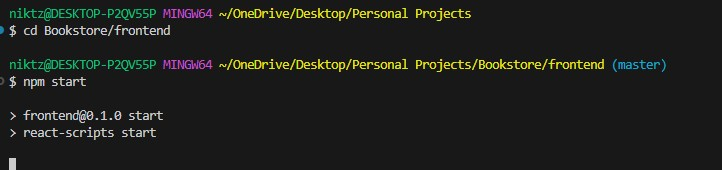 niktz@DESKTOP-P2QV55P MINGW64 ~/OneDrive/Desktop/Personal Projects
$ cd Bookstore/frontend
niktz@DESKTOP-P2QV55P MINGW64 ~/OneDrive/Desktop/Personal Projects/Bookstore/frontend (master)
$ npm start
> frontend@0.1.0 start
> react-scripts start